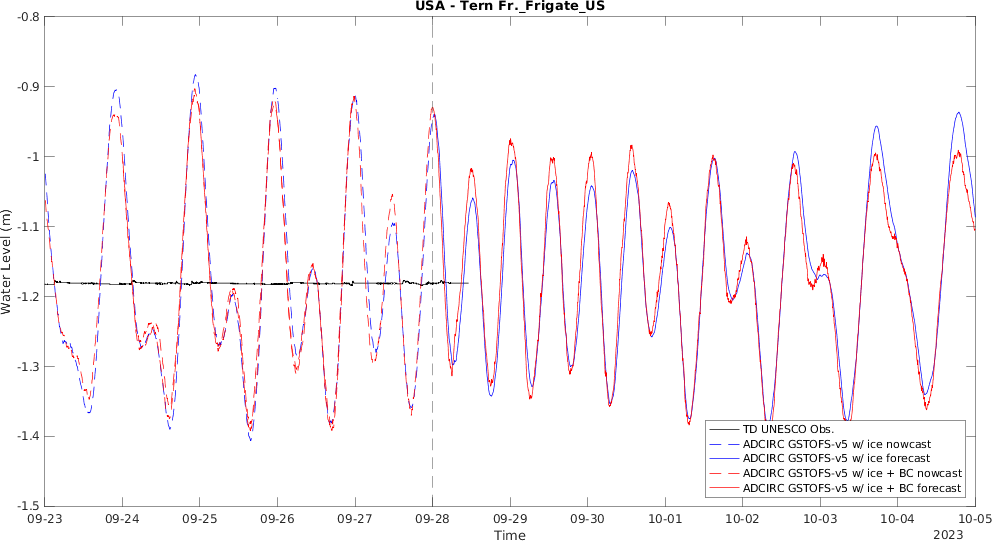 USA - Tern Fr._Frigate_US
-0.8
-0.9
-1
-1.1
-1.2
-1.3
-1.4
-1.5
Water Level (m)
TD UNESCO Obs.
ADCIRC GSTOFS-v5 w/ ice nowcast
ADCIRC GSTOFS-v5 w/ ice forecast
ADCIRC GSTOFS-v5 w/ ice + BC nowcast
ADCIRC GSTOFS-v5 w/ ice + BC forecast
09-23 09-24 09-25 09-26 09-27 09-28 09-29 09-30 10-01 10-02 10-03 10-04 10-05
Time
2023